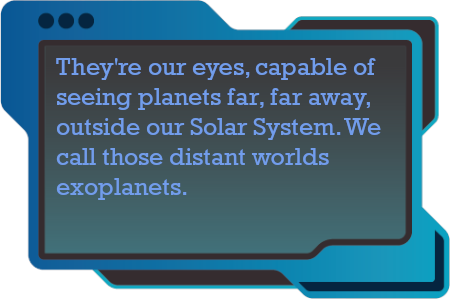 They're our eyes, capable of
seeing planets far, far away,
outside our Solar System. We
call those distant worlds
exoplanets.